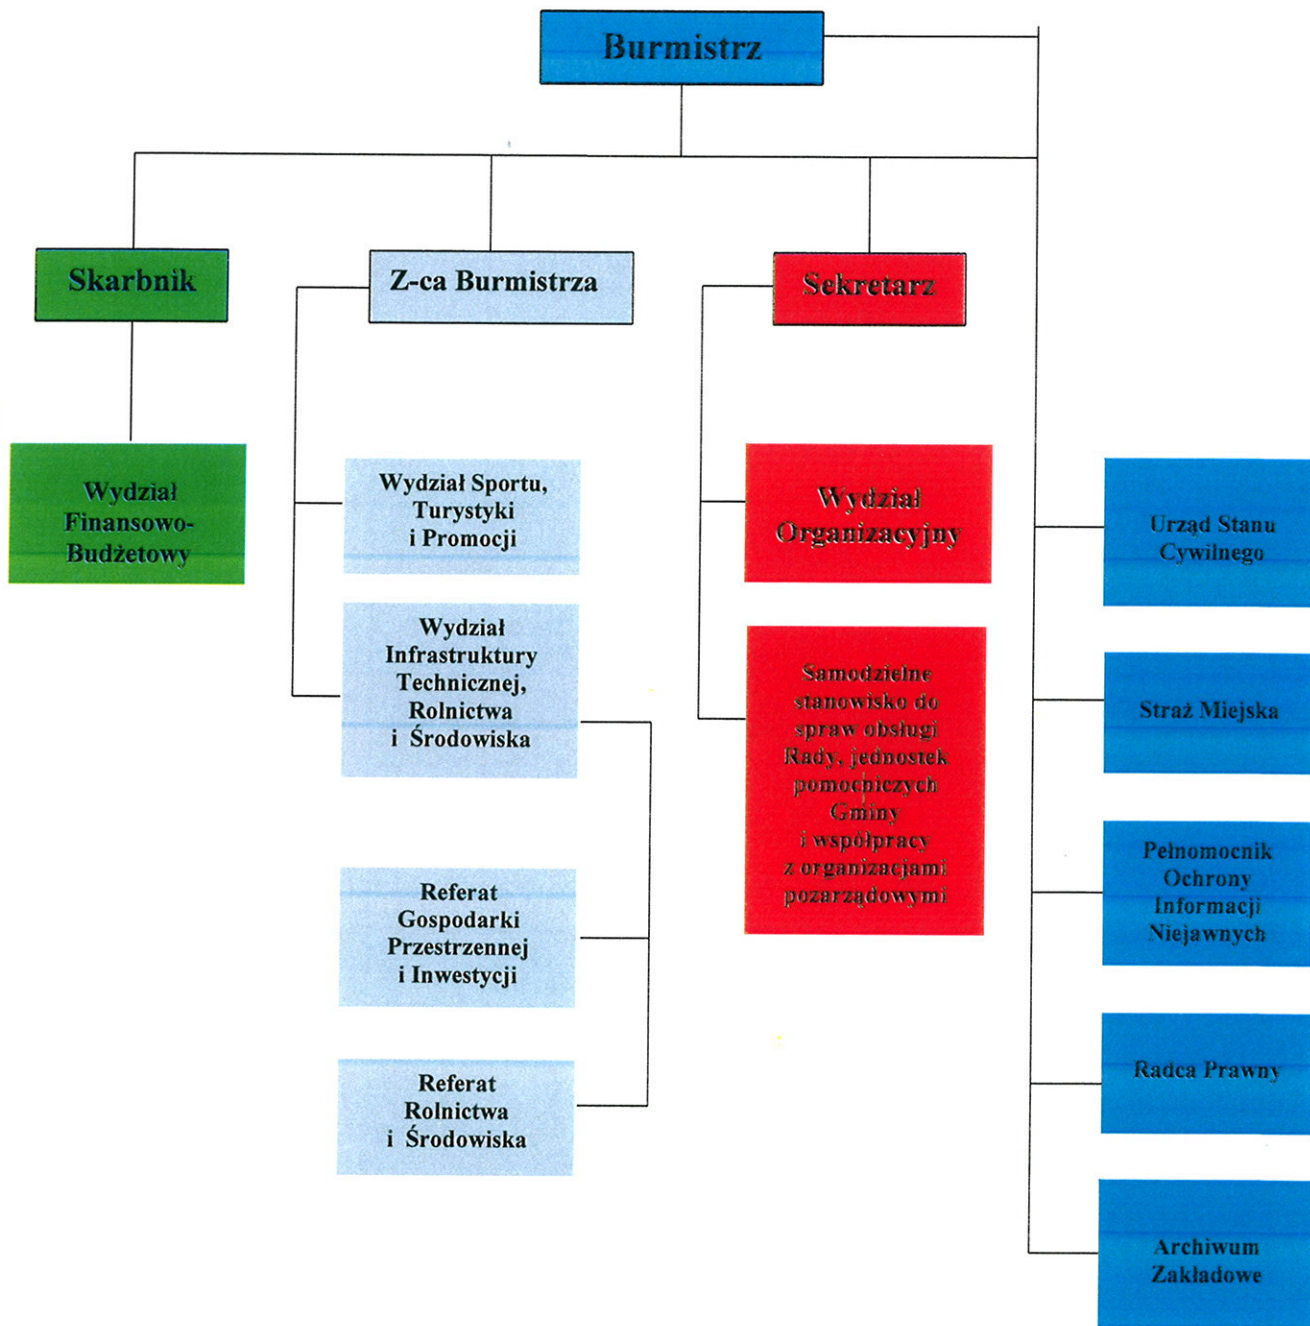 Burmistrz
Skarbnik
Z-ca Burmistrza
Sekretarz
Wydział
Finansowo-
Budżetowy
Wydział Sportu,
Turystyki
i Promocji
Wydział
Infrastruktury
Technicznej,
Rolnictwa
i Środowiska
Referat
Gospodarki
Przestrzennej
i Inwestycji
Referat
Rolnictwa
i Środowiska
Wydział
Organizacyjny
Samodzielne
stanowisko do
spraw obsługi
Rady, jednostek
pomocniczych
Gminy
i współpracy
z organizacjami
pozarządowymi
Urząd Stanu
Cywilnego
Straż Miejska
Pełnomocnik
Ochrony
Informacji
Niejawnych
Radca Prawny
Archiwum
Zakładowe